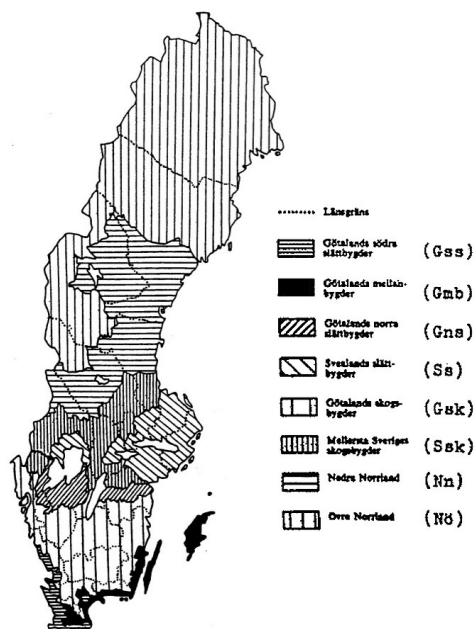 Länsgräns
Götalands södra
slättbygder (Gss)
Götalands mellan-
bygder (Gmb)
Götalands norra
slättbygder (Gns)
Svealands slätt-
bygder (Ss)
Götalands skogs-
bygder (Gsk)
Mellersta Sveriges
skogsbygder (Ssk)
Nedra Norrland (Nn)
Övre Norrland (Nö)